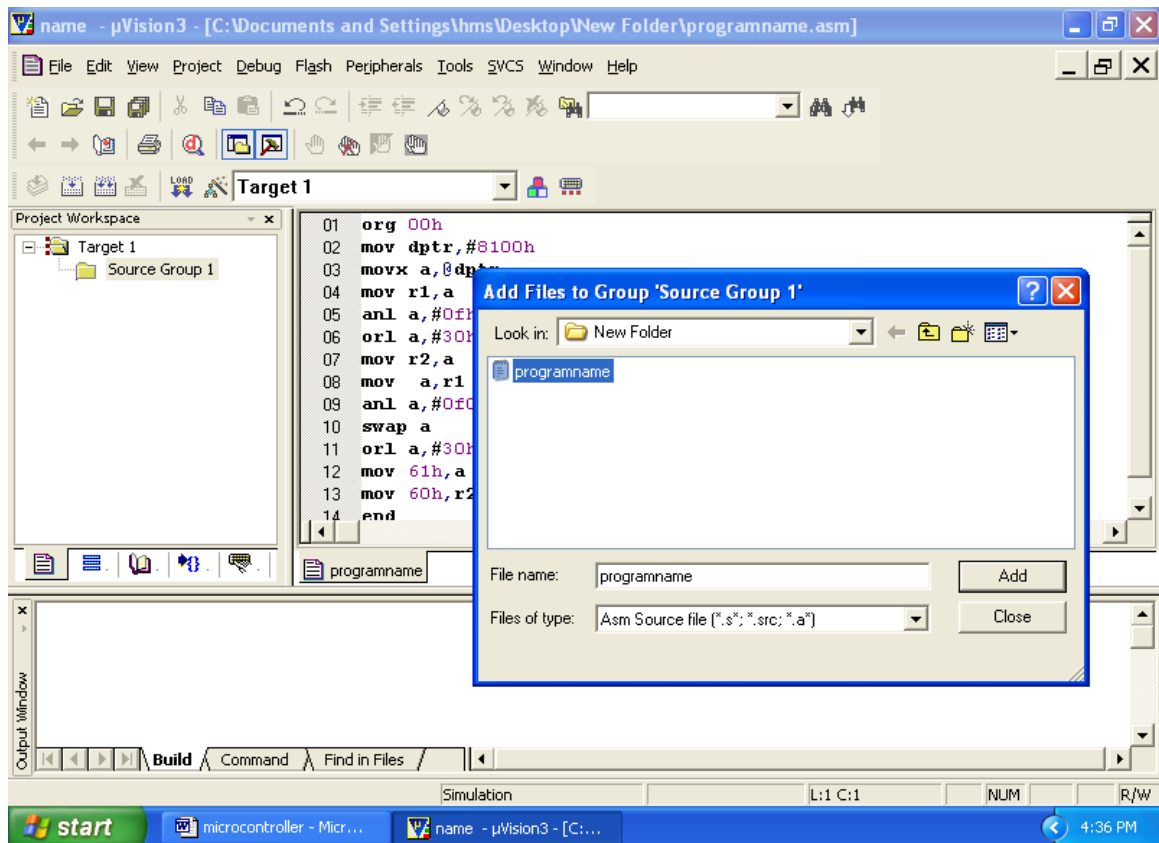 name - µVision3 - [C:\Documents and Settings\hms\Desktop\New Folder\programname.asm]
File Edit View Project Debug Flash Peripherals Tools SVCS Window Help
LOAD Target 1
Project Workspace
Target 1
Source Group 1
01 org 00h
02 mov dptr,#8100h
03 movx a,@dptr
04 mov r1,a
05 anl a,#0fh
06 orl a,#30h
07 mov r2,a
08 mov a,r1
09 anl a,#0f0
10 swap a
11 orl a,#30h
12 mov 61h,a
13 mov 60h,r2
14 end
programname
Add Files to Group 'Source Group 1'
Look in: New Folder
programname
File name: programname Add
Files of type: Asm Source file (*.s*; *.src; *.a*) Close
Output Window
Build Command Find in Files
Simulation L:1 C:1 NUM R/W
start microcontroller - Micr... name - µVision3 - [C:... 4:36 PM